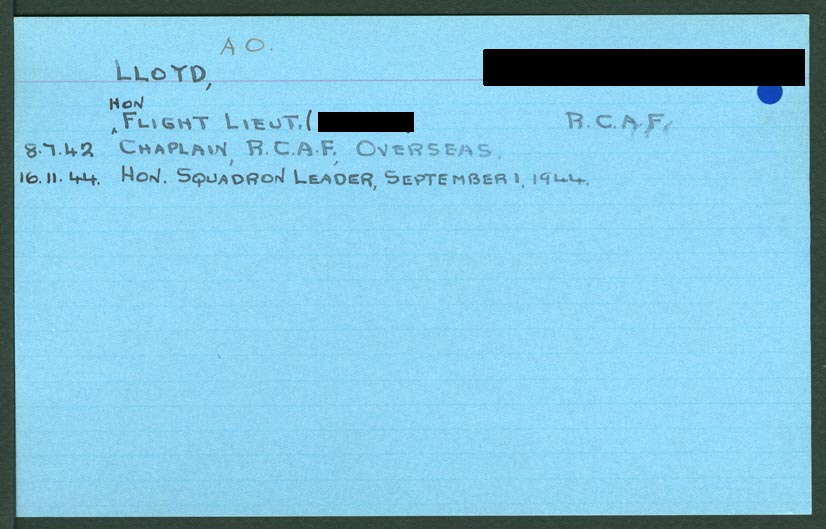 A O.
LLOYD,
HON
^FLIGHT LIEUT.( R.C.A.F.
8.7.42 CHAPLAIN, R.C.A.F., OVERSEAS.
16.11.44. HON. SQUADRON LEADER, SEPTEMBER 1, 1944.